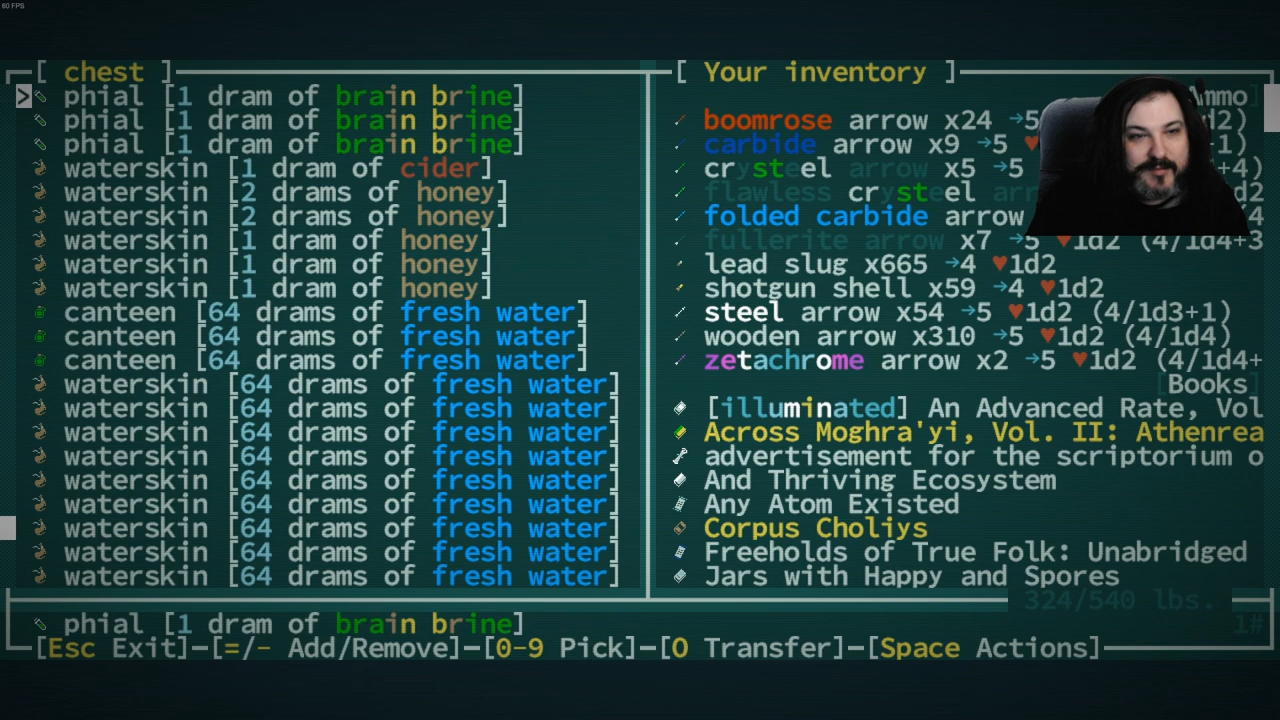 60 FPS
[ chest ]
phial [1 dram of brain brine]
phial [1 dram of brain brine]
phial [1 dram of brain brine]
waterskin [1 dram of cider]
waterskin [2 drams of honey]
waterskin [2 drams of honey]
waterskin [1 dram of honey]
waterskin [1 dram of honey]
waterskin [1 dram of honey]
canteen [64 drams of fresh water]
canteen [64 drams of fresh water]
canteen [64 drams of fresh water]
waterskin [64 drams of fresh water]
waterskin [64 drams of fresh water]
waterskin [64 drams of fresh water]
waterskin [64 drams of fresh water]
waterskin [64 drams of fresh water]
waterskin [64 drams of fresh water]
waterskin [64 drams of fresh water]
waterskin [64 drams of fresh water]
waterskin [64 drams of fresh water]
[ Your inventory ]
Ammo]
boomrose arrow x24 →5 d2)
carbide arrow x9 →5 ♥ +1)
crysteel arrow x5 →5 +4)
flawless crysteel arr d2
folded carbide arrow 4
fullerite arrow x7 →5 ♥1d2 (4/1d4+3
lead slug x665 →4 ♥1d2
shotgun shell x59 →4 ♥1d2
steel arrow x54 →5 ♥1d2 (4/1d3+1)
wooden arrow x310 →5 ♥1d2 (4/1d4)
zetachrome arrow x2 →5 ♥1d2 (4/1d4+
[Books
[illuminated] An Advanced Rate, Vol
Across Moghra'yi, Vol. II: Athenrea
advertisement for the scriptorium o
And Thriving Ecosystem
Any Atom Existed
Corpus Choliys
Freeholds of True Folk: Unabridged
Jars with Happy and Spores
324/540 lbs.
phial [1 dram of brain brine]
1#
[Esc Exit]–[=/- Add/Remove]–[0-9 Pick]–[O Transfer]–[Space Actions]